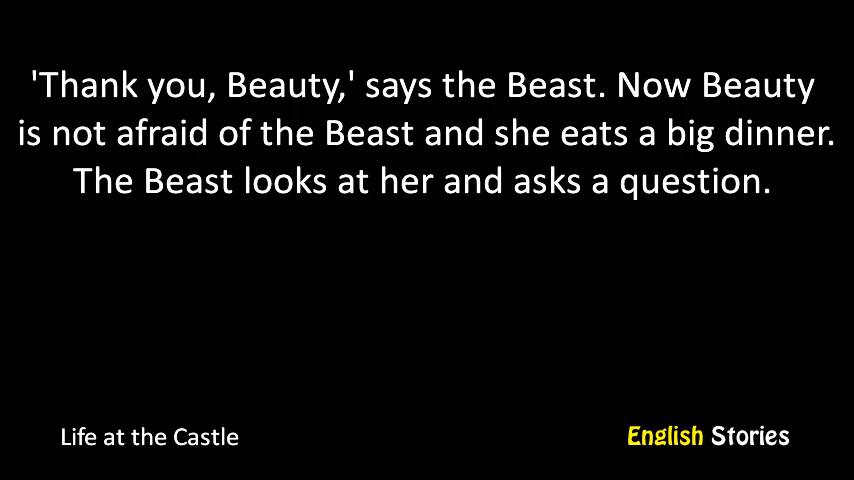 'Thank you, Beauty,' says the Beast. Now Beauty
is not afraid of the Beast and she eats a big dinner.
The Beast looks at her and asks a question.
Life at the Castle
English Stories